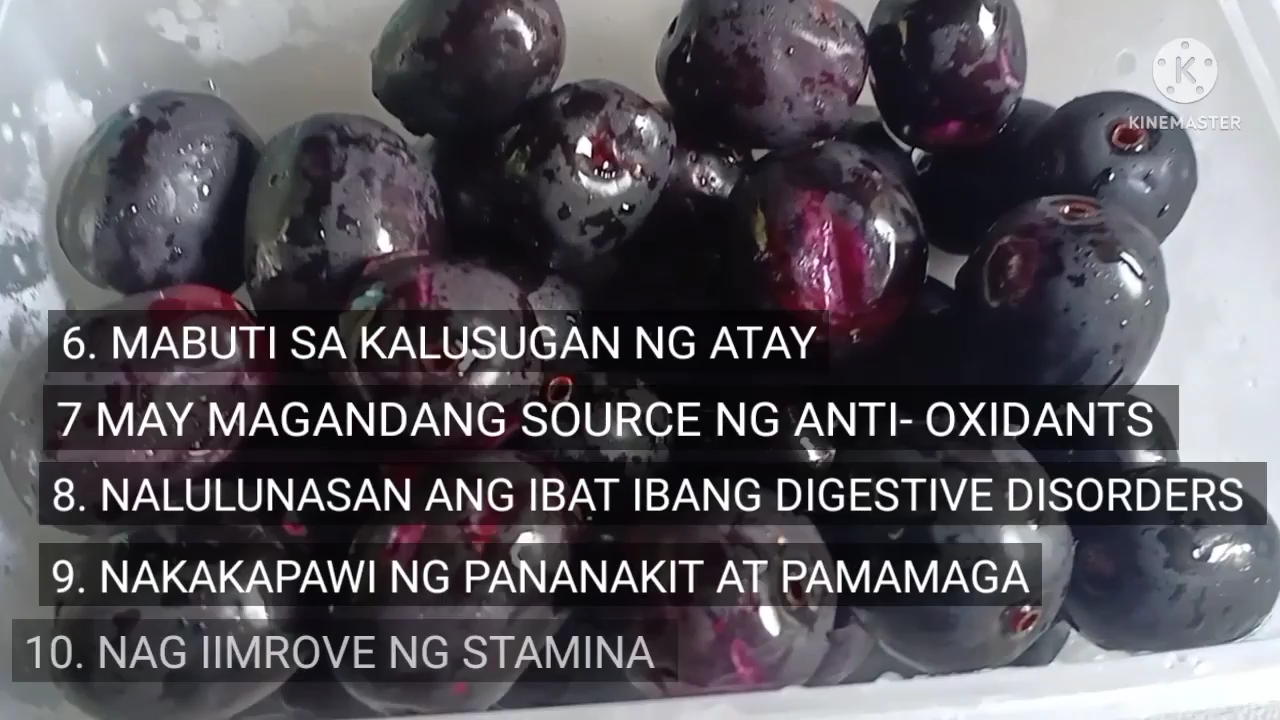 KINEMASTER
6. MABUTI SA KALUSUGAN NG ATAY
7 MAY MAGANDANG SOURCE NG ANTI- OXIDANTS
8. NALULUNASAN ANG IBAT IBANG DIGESTIVE DISORDERS
9. NAKAKAPAWI NG PANANAKIT AT PAMAMAGA
10. NAG IIMROVE NG STAMINA